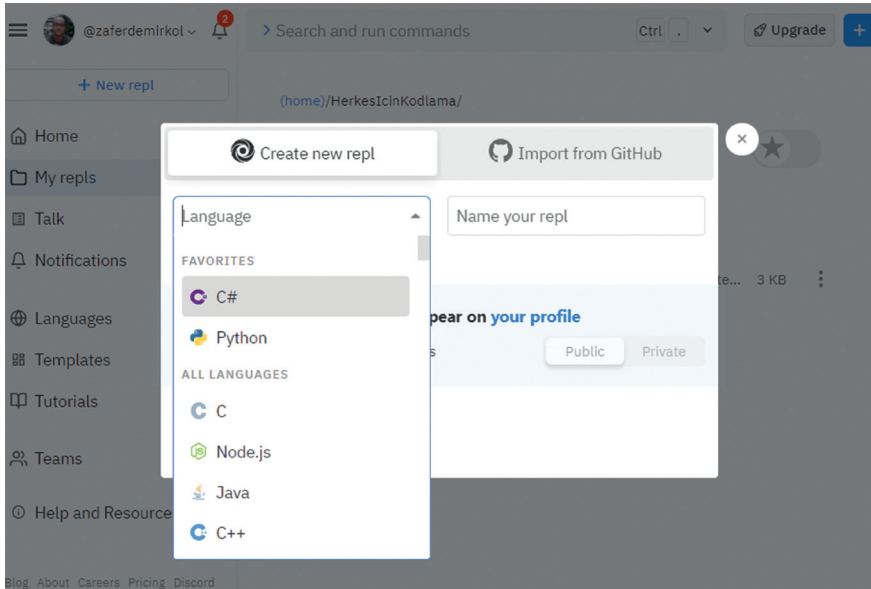 @zaferdemirkol
2
Search and run commands
Ctrl .
Upgrade
+ New repl
(home)/HerkesIcinKodlama/
Home
My repls
Talk
Notifications
Languages
Templates
Tutorials
Teams
Help and Resource
Blog About Careers Pricing Discord
Create new repl
Import from GitHub
Language
Name your repl
FAVORITES
C#
Python
ALL LANGUAGES
C
Node.js
Java
C++
pear on your profile
s
Public
Private
te... 3 KB